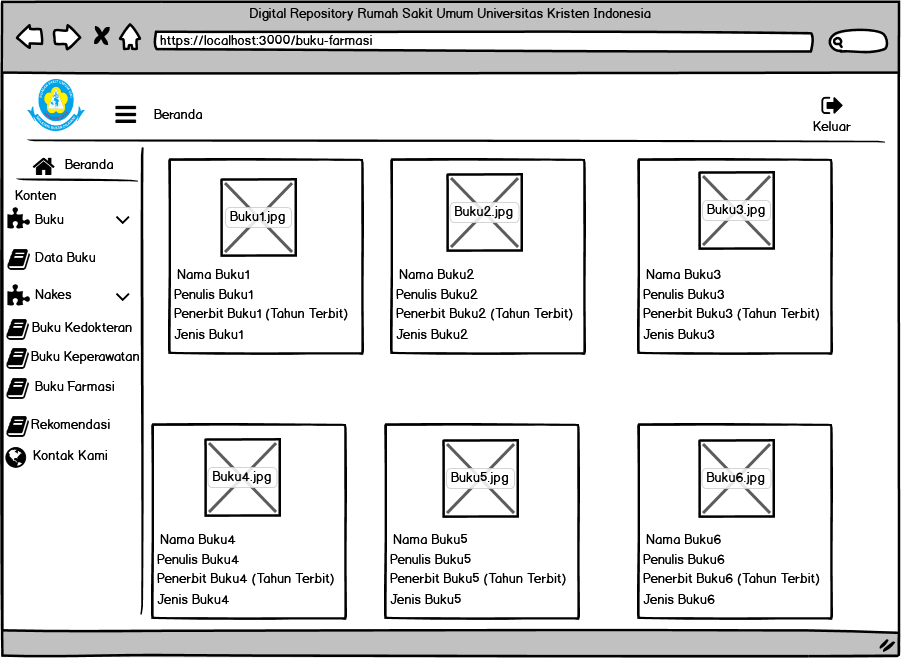 Digital Repository Rumah Sakit Umum Universitas Kristen Indonesia
https://localhost:3000/buku-farmasi
Beranda
Keluar
Beranda
Konten
Buku
Data Buku
Nakes
Buku Kedokteran
Buku Keperawatan
Buku Farmasi
Rekomendasi
Kontak Kami
Buku1.jpg
Nama Buku1
Penulis Buku1
Penerbit Buku1 (Tahun Terbit)
Jenis Buku1
Buku2.jpg
Nama Buku2
Penulis Buku2
Penerbit Buku2 (Tahun Terbit)
Jenis Buku2
Buku3.jpg
Nama Buku3
Penulis Buku3
Penerbit Buku3 (Tahun Terbit)
Jenis Buku3
Buku4.jpg
Nama Buku4
Penulis Buku4
Penerbit Buku4 (Tahun Terbit)
Jenis Buku4
Buku5.jpg
Nama Buku5
Penulis Buku5
Penerbit Buku5 (Tahun Terbit)
Jenis Buku5
Buku6.jpg
Nama Buku6
Penulis Buku6
Penerbit Buku6 (Tahun Terbit)
Jenis Buku6